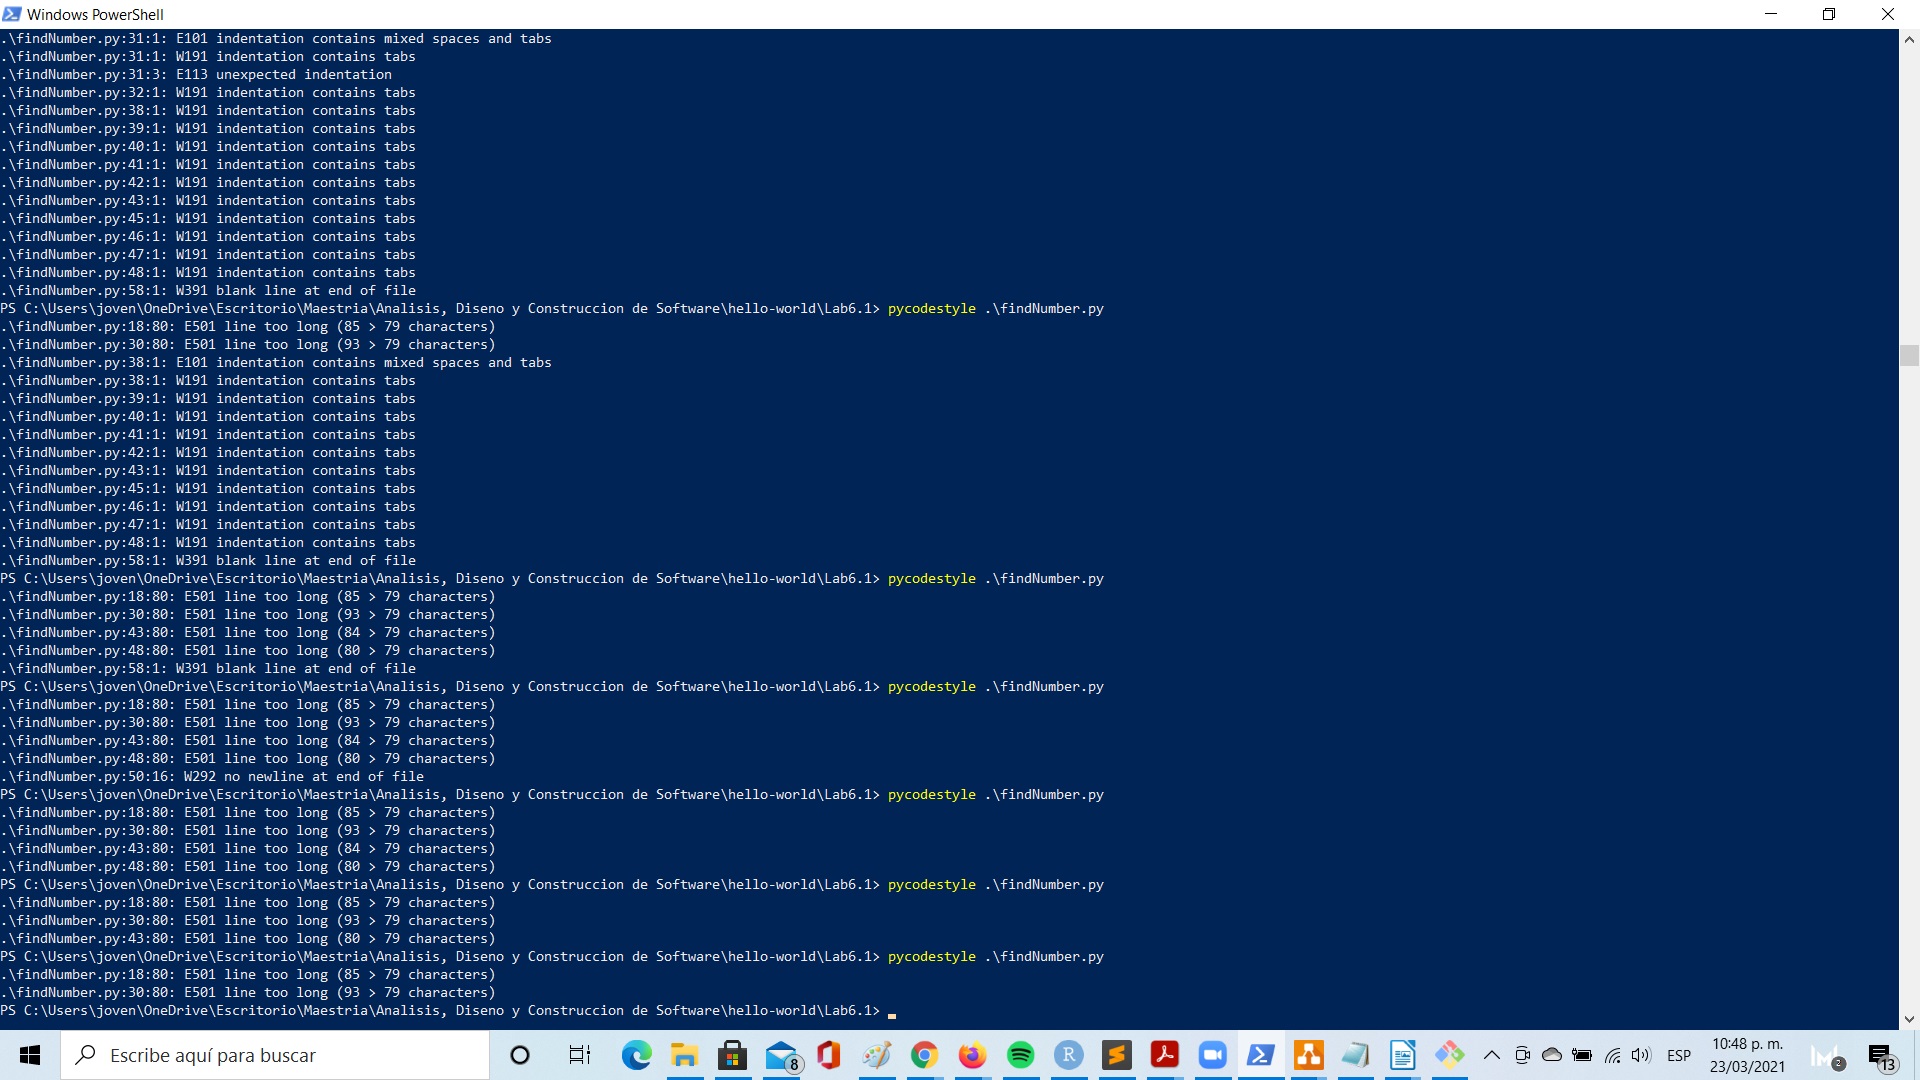 Windows PowerShell
.\findNumber.py:31:1: E101 indentation contains mixed spaces and tabs
.\findNumber.py:31:1: W191 indentation contains tabs
.\findNumber.py:31:3: E113 unexpected indentation
.\findNumber.py:32:1: W191 indentation contains tabs
.\findNumber.py:38:1: W191 indentation contains tabs
.\findNumber.py:39:1: W191 indentation contains tabs
.\findNumber.py:40:1: W191 indentation contains tabs
.\findNumber.py:41:1: W191 indentation contains tabs
.\findNumber.py:42:1: W191 indentation contains tabs
.\findNumber.py:43:1: W191 indentation contains tabs
.\findNumber.py:45:1: W191 indentation contains tabs
.\findNumber.py:46:1: W191 indentation contains tabs
.\findNumber.py:47:1: W191 indentation contains tabs
.\findNumber.py:48:1: W191 indentation contains tabs
.\findNumber.py:58:1: W391 blank line at end of file
PS C:\Users\joven\OneDrive\Escritorio\Maestria\Analisis, Diseno y Construccion de Software\hello-world\Lab6.1> pycodestyle .\findNumber.py
.\findNumber.py:18:80: E501 line too long (85 > 79 characters)
.\findNumber.py:30:80: E501 line too long (93 > 79 characters)
.\findNumber.py:38:1: E101 indentation contains mixed spaces and tabs
.\findNumber.py:38:1: W191 indentation contains tabs
.\findNumber.py:39:1: W191 indentation contains tabs
.\findNumber.py:40:1: W191 indentation contains tabs
.\findNumber.py:41:1: W191 indentation contains tabs
.\findNumber.py:42:1: W191 indentation contains tabs
.\findNumber.py:43:1: W191 indentation contains tabs
.\findNumber.py:45:1: W191 indentation contains tabs
.\findNumber.py:46:1: W191 indentation contains tabs
.\findNumber.py:47:1: W191 indentation contains tabs
.\findNumber.py:48:1: W191 indentation contains tabs
.\findNumber.py:58:1: W391 blank line at end of file
PS C:\Users\joven\OneDrive\Escritorio\Maestria\Analisis, Diseno y Construccion de Software\hello-world\Lab6.1> pycodestyle .\findNumber.py
.\findNumber.py:18:80: E501 line too long (85 > 79 characters)
.\findNumber.py:30:80: E501 line too long (93 > 79 characters)
.\findNumber.py:43:80: E501 line too long (84 > 79 characters)
.\findNumber.py:48:80: E501 line too long (80 > 79 characters)
.\findNumber.py:58:1: W391 blank line at end of file
PS C:\Users\joven\OneDrive\Escritorio\Maestria\Analisis, Diseno y Construccion de Software\hello-world\Lab6.1> pycodestyle .\findNumber.py
.\findNumber.py:18:80: E501 line too long (85 > 79 characters)
.\findNumber.py:30:80: E501 line too long (93 > 79 characters)
.\findNumber.py:43:80: E501 line too long (84 > 79 characters)
.\findNumber.py:48:80: E501 line too long (80 > 79 characters)
.\findNumber.py:50:16: W292 no newline at end of file
PS C:\Users\joven\OneDrive\Escritorio\Maestria\Analisis, Diseno y Construccion de Software\hello-world\Lab6.1> pycodestyle .\findNumber.py
.\findNumber.py:18:80: E501 line too long (85 > 79 characters)
.\findNumber.py:30:80: E501 line too long (93 > 79 characters)
.\findNumber.py:43:80: E501 line too long (84 > 79 characters)
.\findNumber.py:48:80: E501 line too long (80 > 79 characters)
PS C:\Users\joven\OneDrive\Escritorio\Maestria\Analisis, Diseno y Construccion de Software\hello-world\Lab6.1> pycodestyle .\findNumber.py
.\findNumber.py:18:80: E501 line too long (85 > 79 characters)
.\findNumber.py:30:80: E501 line too long (93 > 79 characters)
.\findNumber.py:43:80: E501 line too long (80 > 79 characters)
PS C:\Users\joven\OneDrive\Escritorio\Maestria\Analisis, Diseno y Construccion de Software\hello-world\Lab6.1> pycodestyle .\findNumber.py
.\findNumber.py:18:80: E501 line too long (85 > 79 characters)
.\findNumber.py:30:80: E501 line too long (93 > 79 characters)
PS C:\Users\joven\OneDrive\Escritorio\Maestria\Analisis, Diseno y Construccion de Software\hello-world\Lab6.1>
Escribe aquí para buscar
8
R
ESP
10:48 p. m.
23/03/2021
2
13